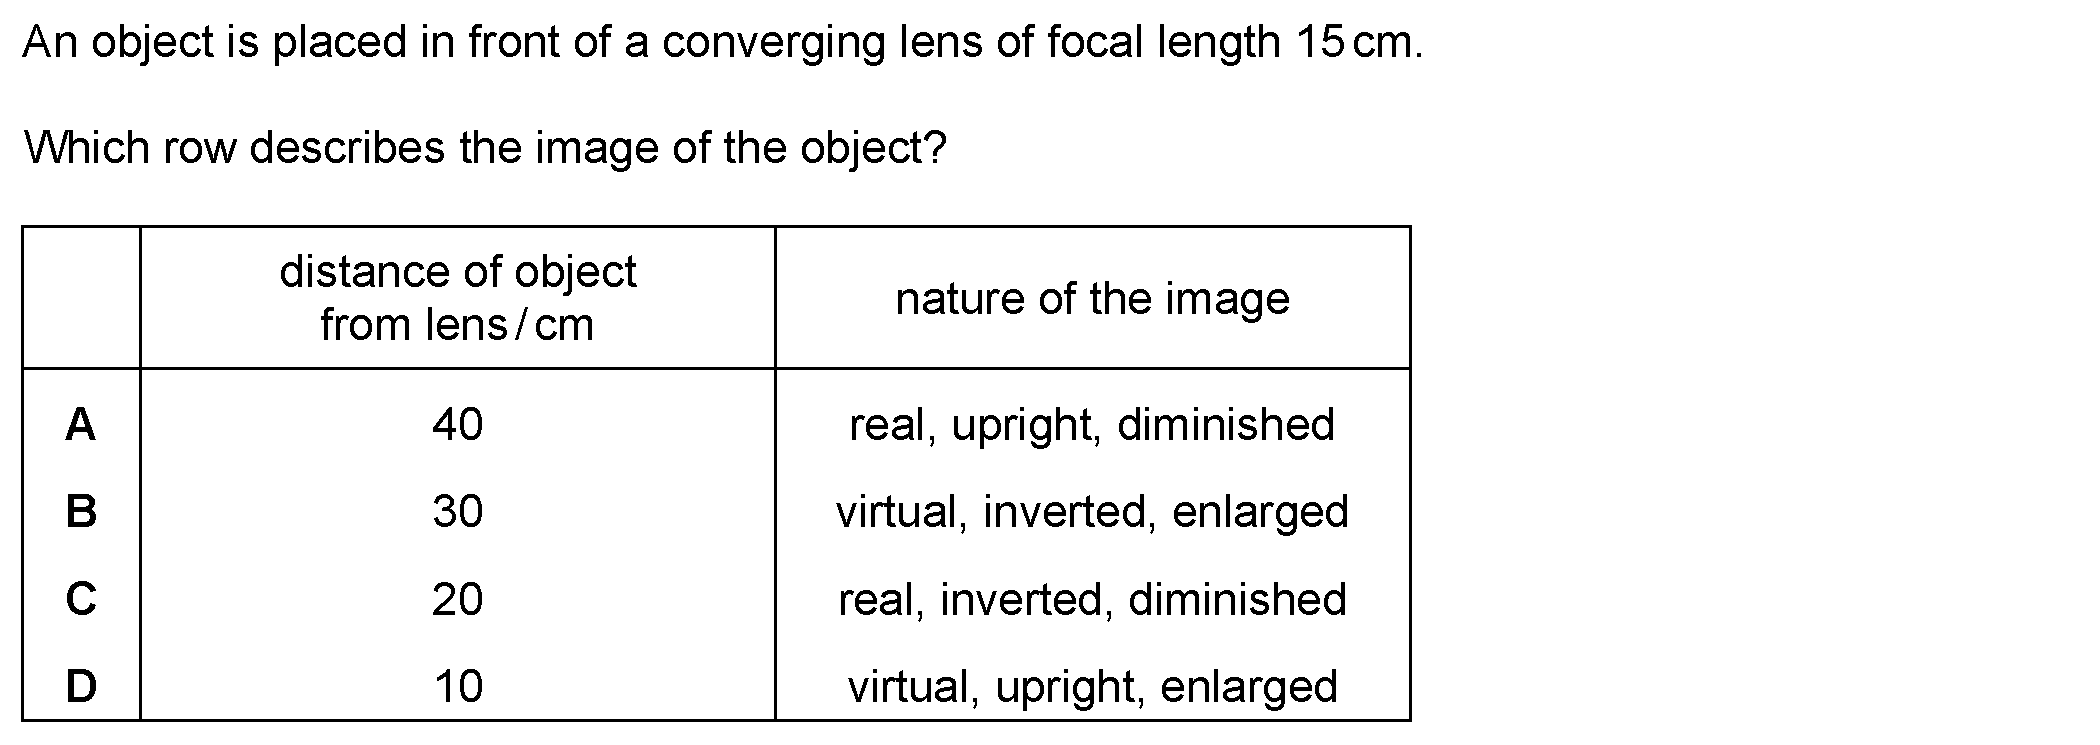 An object is placed in front of a converging lens of focal length 15 cm.
Which row describes the image of the object?
distance of object
from lens / cm
nature of the image
A 40 real, upright, diminished
B 30 virtual, inverted, enlarged
C 20 real, inverted, diminished
D 10 virtual, upright, enlarged